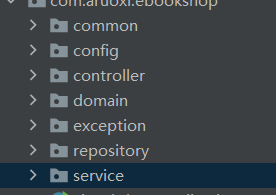 com.aruoxi.ebookshop
common
config
controller
domain
exception
repository
service